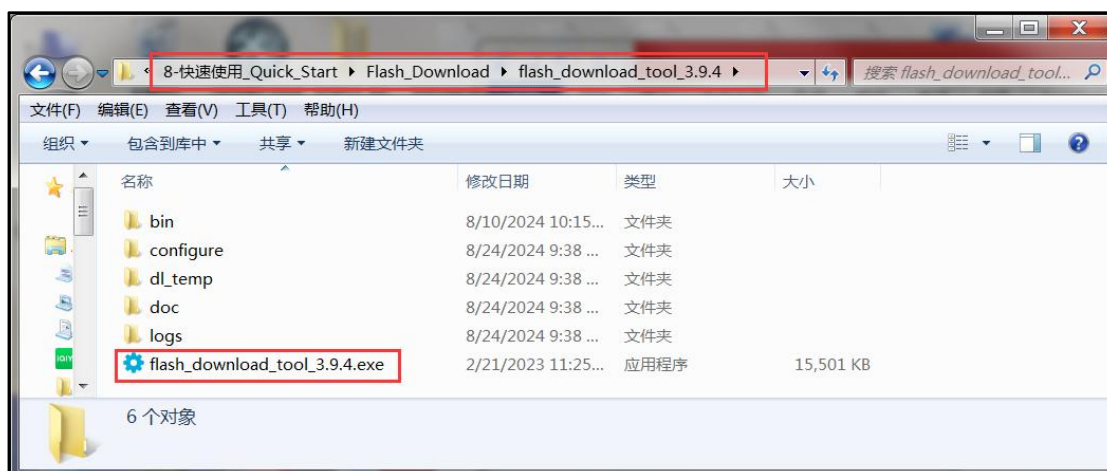 8-快速使用_Quick_Start ▸ Flash_Download ▸ flash_download_tool_3.9.4 ▸ 搜索 flash_download_tool...
文件(F) 编辑(E) 查看(V) 工具(T) 帮助(H)
组织 包含到库中 共享 新建文件夹
名称 修改日期 类型 大小
bin 8/10/2024 10:15... 文件夹
configure 8/24/2024 9:38 ... 文件夹
dl_temp 8/24/2024 9:38 ... 文件夹
doc 8/24/2024 9:38 ... 文件夹
logs 8/24/2024 9:38 ... 文件夹
flash_download_tool_3.9.4.exe 2/21/2023 11:25... 应用程序 15,501 KB
6 个对象